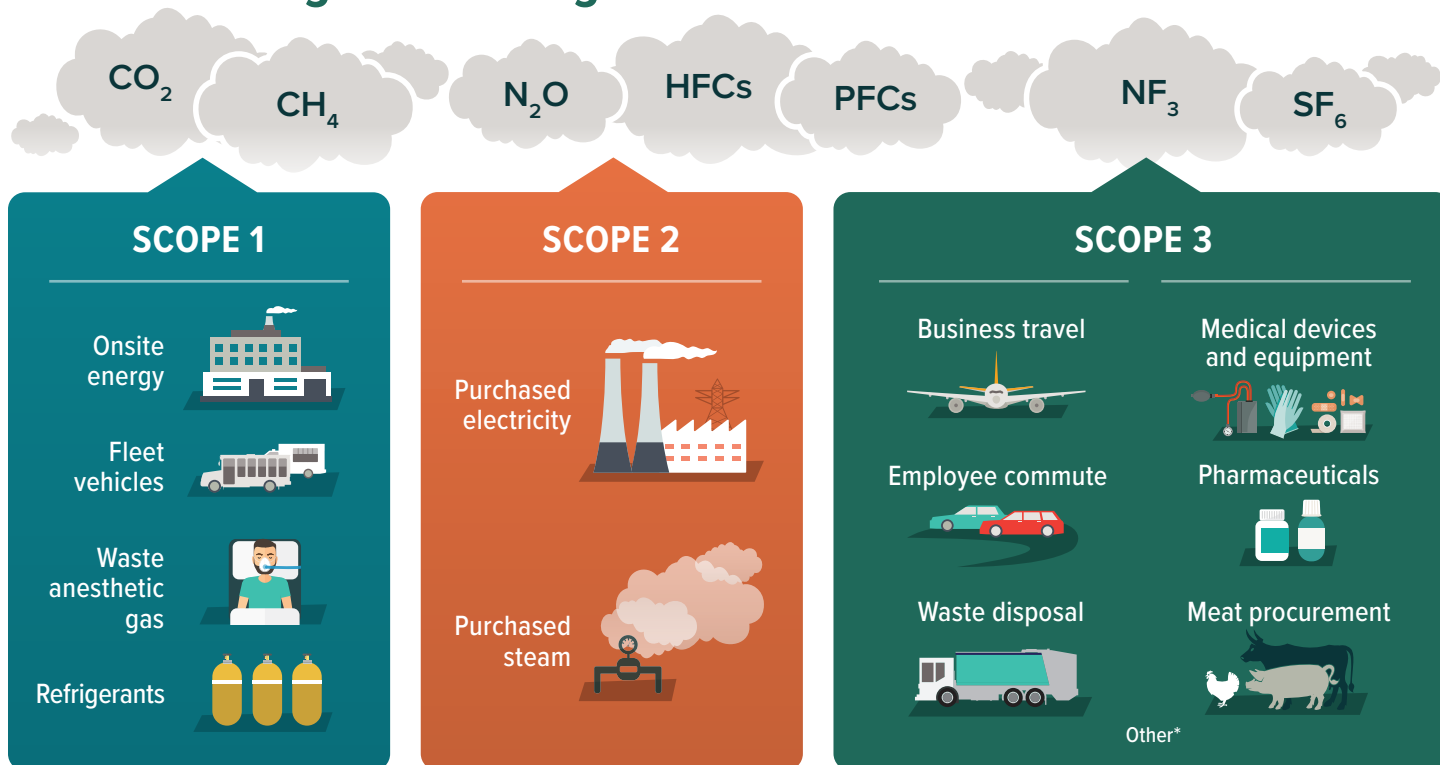 CO2
CH4
N2O
HFCs
PFCs
NF3
SF6
SCOPE 1
Onsite
energy
Fleet
vehicles
Waste
anesthetic
gas
Refrigerants
SCOPE 2
Purchased
electricity
Purchased
steam
SCOPE 3
Business travel
Employee commute
Waste disposal
Medical devices
and equipment
Pharmaceuticals
Meat procurement
Other*